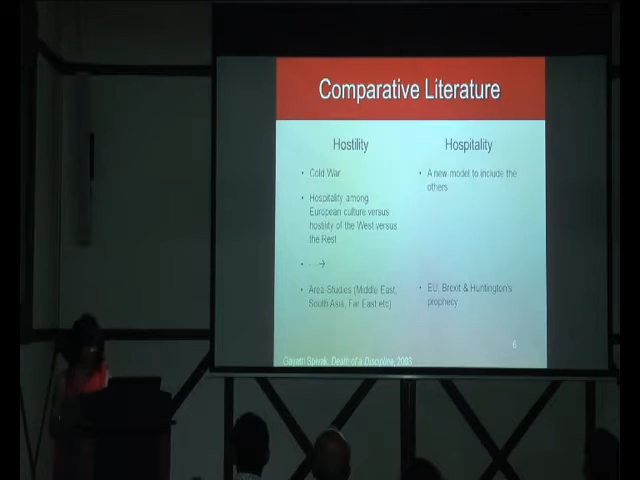 Comparative Literature
Hostility
• Cold War
• Hospitality among
European culture versus
hostility of the West versus
the Rest
• →
• Area Studies (Middle East,
South Asia, Far East etc)
Hospitality
• A new model to include the
others
• EU, Brexit & Huntington's
prophecy
6
Gayatri Spivak, Death of a Discipline, 2003